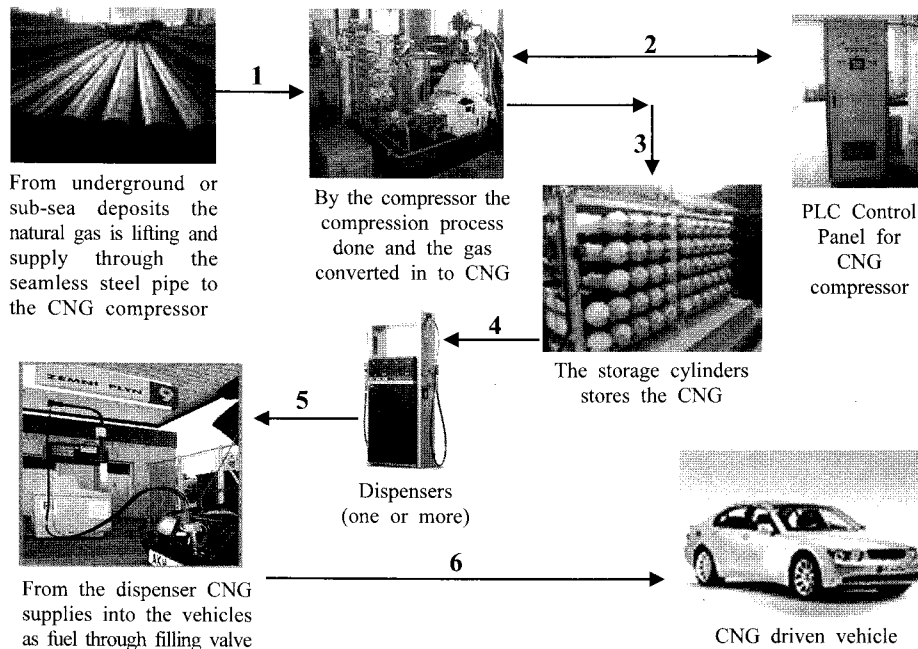 1
2
3
From underground or
sub-sea deposits the
natural gas is lifting and
supply through the
seamless steel pipe to
the CNG compressor
By the compressor the
compression process
done and the gas
converted in to CNG
PLC Control
Panel for
CNG
compressor
4
The storage cylinders
stores the CNG
ZEMNI PLYN
5
Dispensers
(one or more)
From the dispenser CNG
supplies into the vehicles
as fuel through filling valve
6
CNG driven vehicle